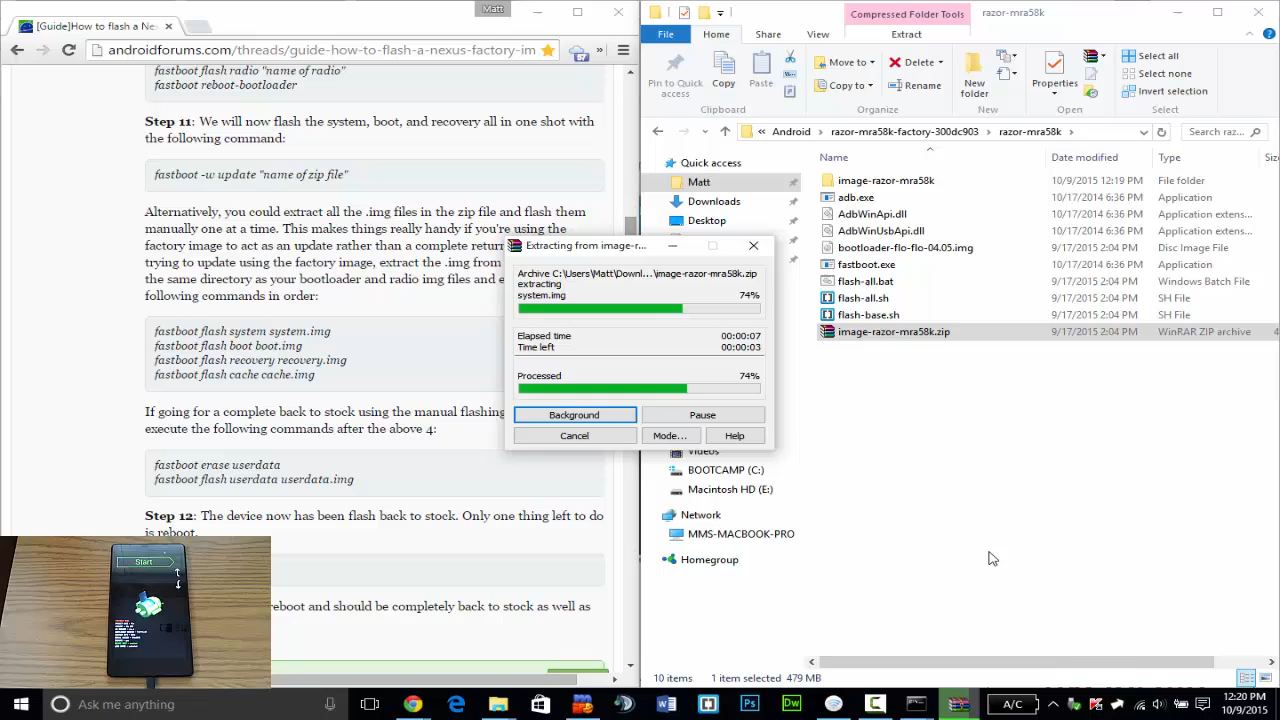 Matt
[Guide]How to flash a Ne
androidforums.com/threads/guide-how-to-flash-a-nexus-factory-im
fastboot flash radio "name of radio"
fastboot reboot-bootloader
Step 11: We will now flash the system, boot, and recovery all in one shot with
the following command:
fastboot -w update "name of zip file"
Alternatively, you could extract all the .img files in the zip file and flash them
manually one at a time. This makes things really handy if you're using the
factory image to act as an update rather than a complete retur
trying to update using the factory image, extract the .img from
the same directory as your bootloader and radio img files and e
following commands in order:
fastboot flash system system.img
fastboot flash boot boot.img
fastboot flash recovery recovery.img
fastboot flash cache cache.img
If going for a complete back to stock using the manual flashing
execute the following commands after the above 4:
fastboot erase userdata
fastboot flash userdata userdata.img
Step 12: The device now has been flash back to stock. Only one thing left to do
is reboot.
reboot and should be completely back to stock as well as
Start
Extracting from image-r...
Archive C:\Users\Matt\Downl...\image-razor-mra58k.zip
extracting
system.img 74%
Elapsed time 00:00:07
Time left 00:00:03
Processed 74%
Background Pause
Cancel Mode... Help
Compressed Folder Tools razor-mra58k
File Home Share View Extract
Pin to Quick access
Copy
Paste
Clipboard
Move to
Copy to
Delete
Rename
Organize
New folder
New
Properties
Open
Select all
Select none
Invert selection
Select
Android razor-mra58k-factory-300dc903 razor-mra58k
Search raz...
Name Date modified Type Siz
Quick access
Matt
Downloads
Desktop
Videos
BOOTCAMP (C:)
Macintosh HD (E:)
Network
MMS-MACBOOK-PRO
Homegroup
image-razor-mra58k 10/9/2015 12:19 PM File folder
adb.exe 10/17/2014 6:36 PM Application
AdbWinApi.dll 10/17/2014 6:36 PM Application extens...
AdbWinUsbApi.dll 10/17/2014 6:36 PM Application extens...
bootloader-flo-flo-04.05.img 9/17/2015 2:04 PM Disc Image File
fastboot.exe 10/17/2014 6:36 PM Application
flash-all.bat 9/17/2015 2:04 PM Windows Batch File
flash-all.sh 9/17/2015 2:04 PM SH File
flash-base.sh 9/17/2015 2:04 PM SH File
image-razor-mra58k.zip 9/17/2015 2:04 PM WinRAR ZIP archive
10 items 1 item selected 479 MB
Ask me anything
A/C
12:20 PM
10/9/2015